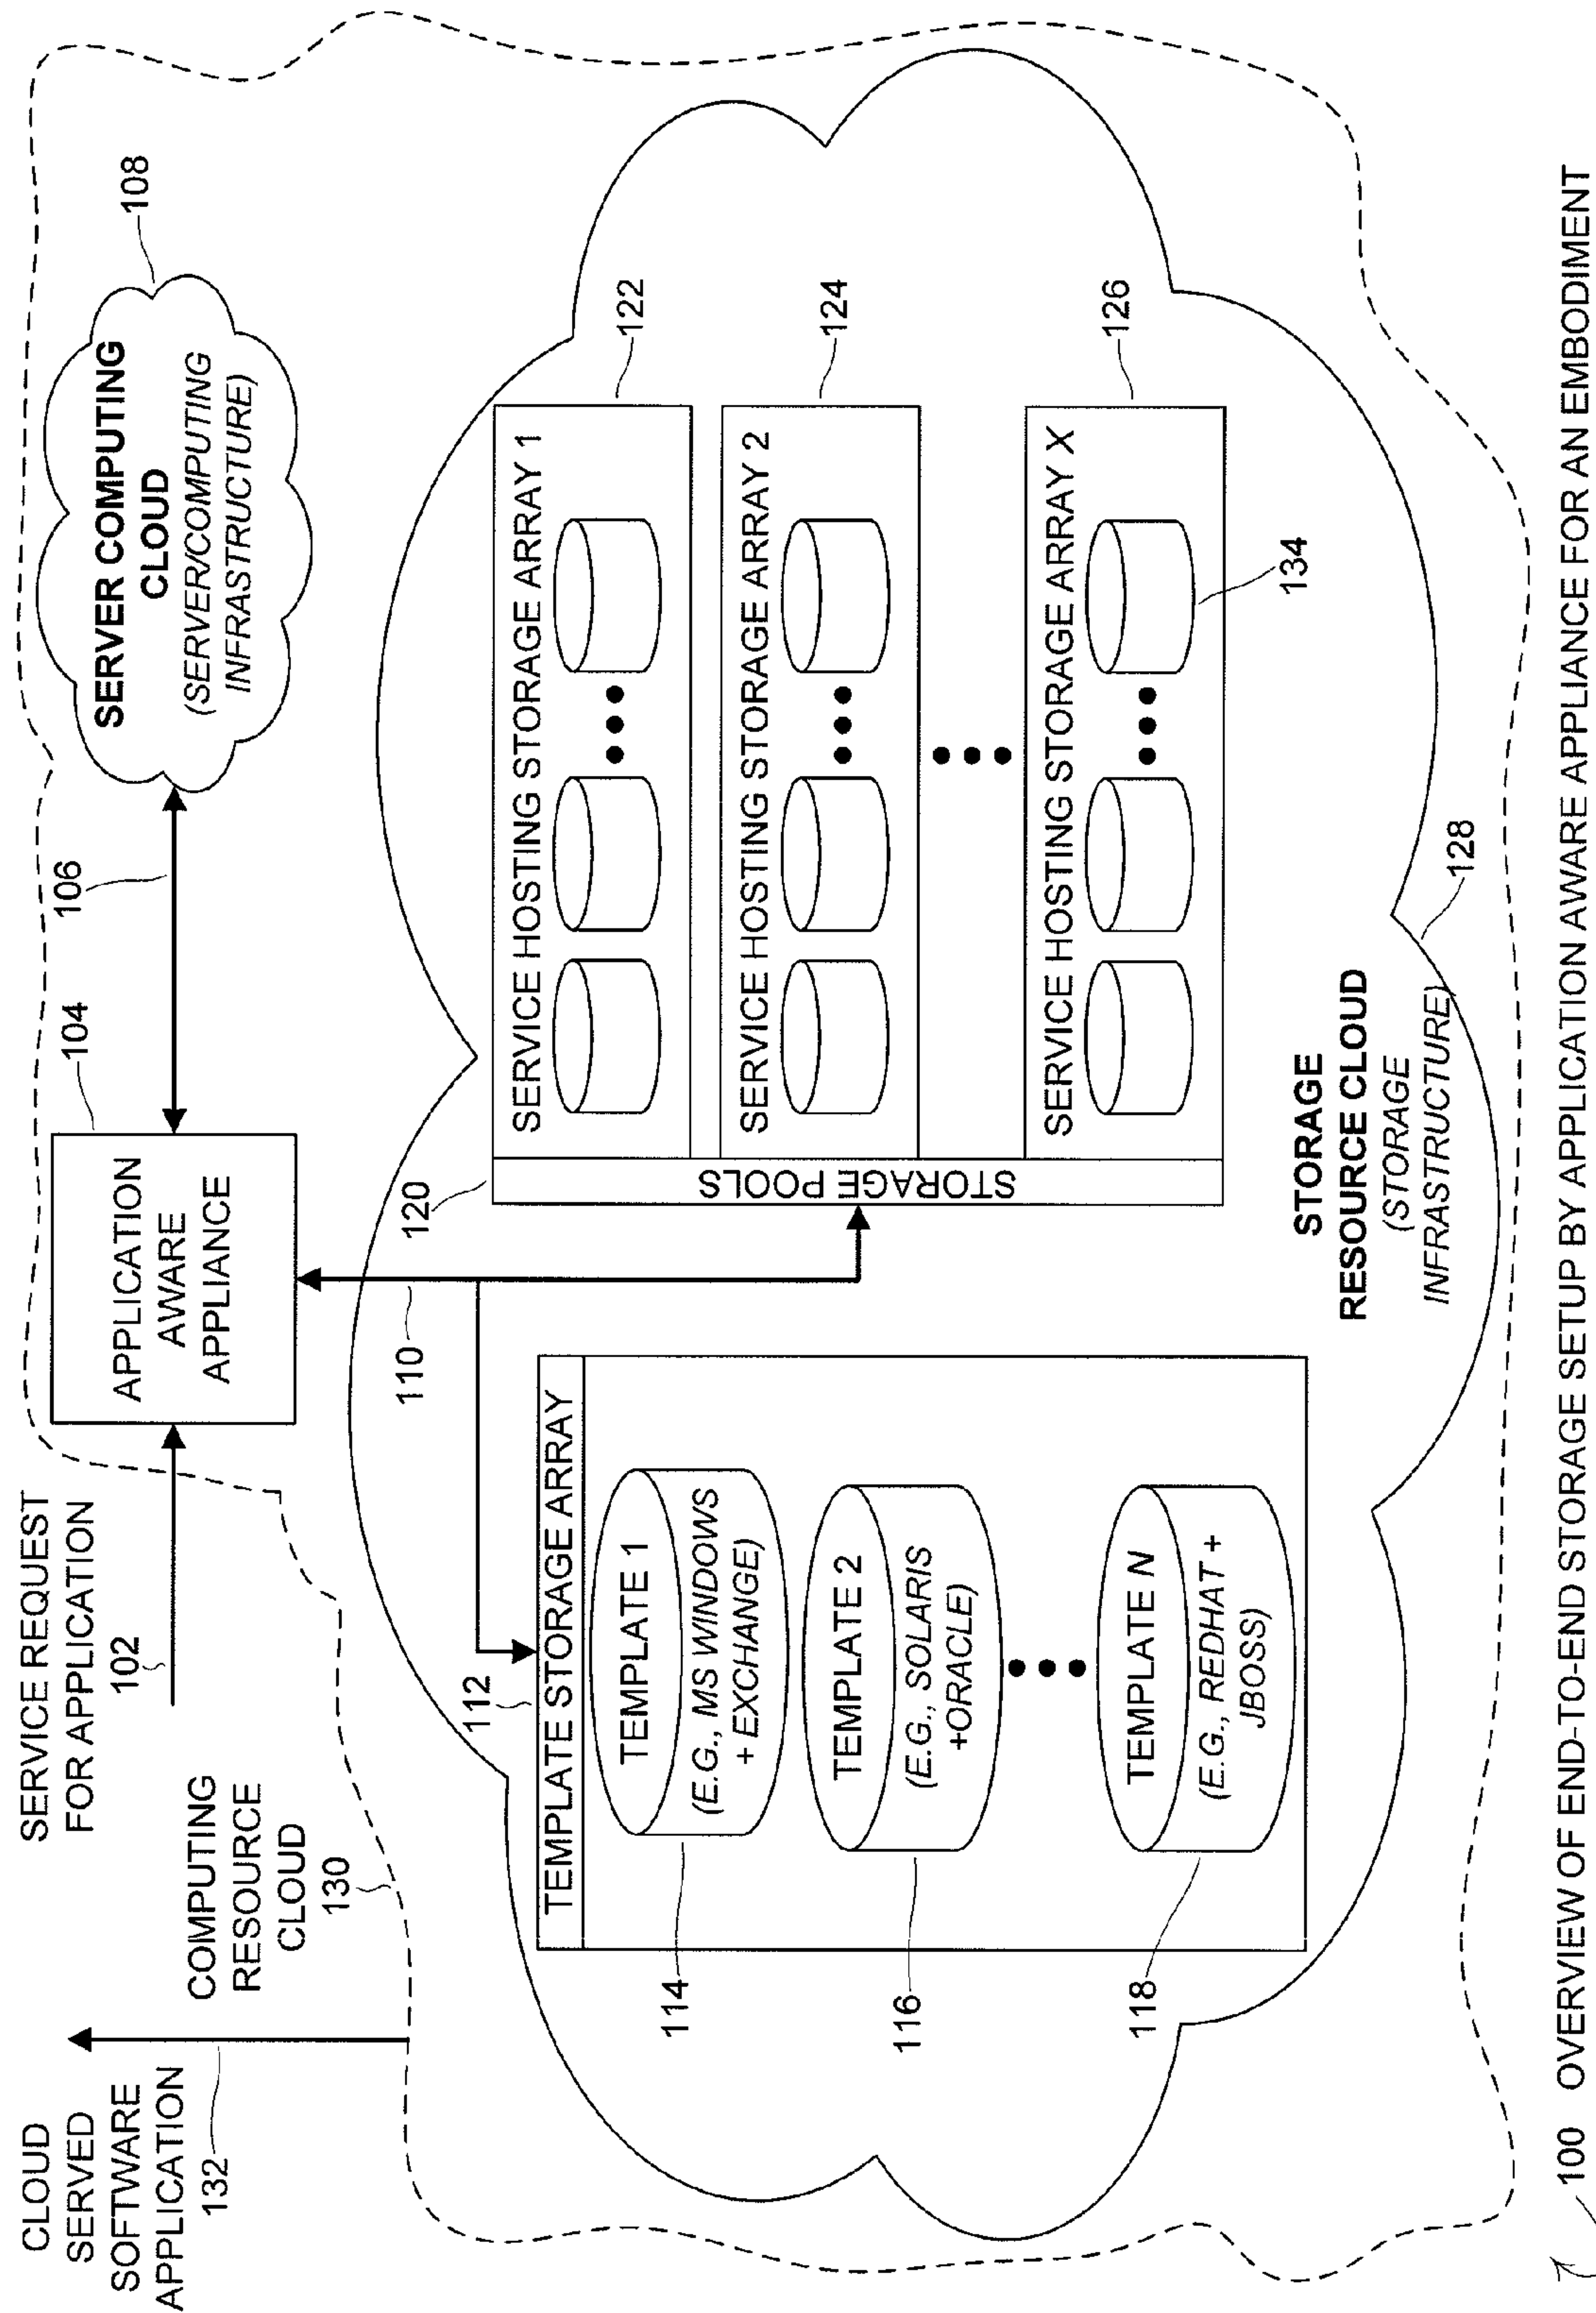 CLOUD
SERVED
SOFTWARE
APPLICATION
132
SERVICE REQUEST
FOR APPLICATION
102
COMPUTING
RESOURCE
CLOUD
130
104
APPLICATION
AWARE
APPLIANCE
106
108
SERVER COMPUTING
CLOUD
(SERVER/COMPUTING
INFRASTRUCTURE)
110
112
TEMPLATE STORAGE ARRAY
114
TEMPLATE 1
(E.G., MS WINDOWS
+ EXCHANGE)
116
TEMPLATE 2
(E.G., SOLARIS
+ORACLE)
118
TEMPLATE N
(E.G., REDHAT +
JBOSS)
120
STORAGE POOLS
SERVICE HOSTING STORAGE ARRAY 1
122
SERVICE HOSTING STORAGE ARRAY 2
124
SERVICE HOSTING STORAGE ARRAY X
126
134
STORAGE
RESOURCE CLOUD
(STORAGE
INFRASTRUCTURE)
128
100 OVERVIEW OF END-TO-END STORAGE SETUP BY APPLICATION AWARE APPLIANCE FOR AN EMBODIMENT